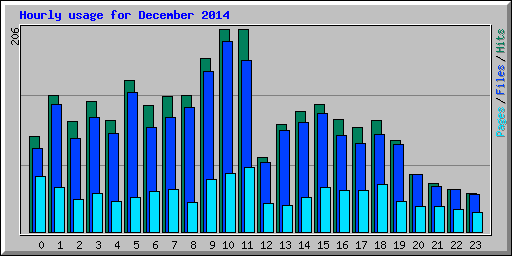 Hourly usage for December 2014
206
Pages/Files/Hits
0 1 2 3 4 5 6 7 8 9 10 11 12 13 14 15 16 17 18 19 20 21 22 23